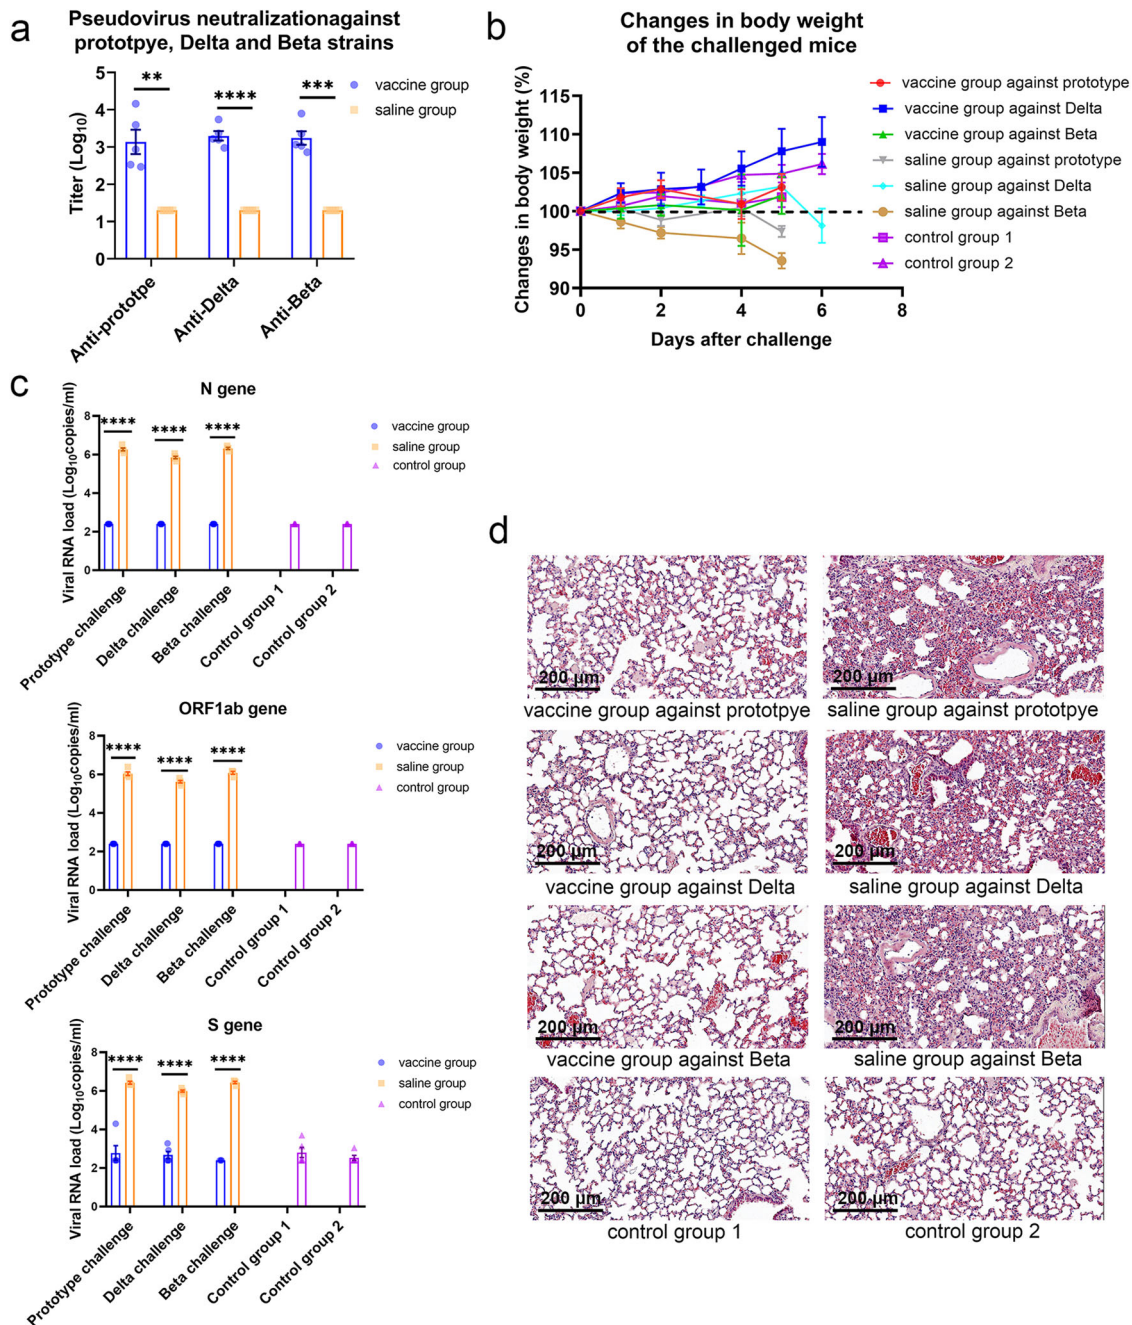 a
Pseudovirus neutralizationagainst
prototpye, Delta and Beta strains
5
4
3
2
1
0
Titer (Log10)
**
****
***
vaccine group
saline group
Anti-prototpe
Anti-Delta
Anti-Beta
b
Changes in body weight
of the challenged mice
Changes in body weight (%)
115
110
105
100
95
90
0
2
4
6
8
Days after challenge
vaccine group against prototype
vaccine group against Delta
vaccine group against Beta
saline group against prototype
saline group against Delta
saline group against Beta
control group 1
control group 2
c
N gene
Viral RNA load (Log10copies/ml)
8
6
4
2
0
****
****
****
vaccine group
saline group
control group
Prototype challenge
Delta challenge
Beta challenge
Control group 1
Control group 2
ORF1ab gene
Viral RNA load (Log10copies/ml)
8
6
4
2
0
****
****
****
vaccine group
saline group
control group
Prototype challenge
Delta challenge
Beta challenge
Control group 1
Control group 2
S gene
Viral RNA load (Log10copies/ml)
8
6
4
2
0
****
****
****
vaccine group
saline group
control group
Prototype challenge
Delta challenge
Beta challenge
Control group 1
Control group 2
d
200 μm
200 μm
vaccine group against prototpye
saline group against prototpye
200 μm
200 μm
vaccine group against Delta
saline group against Delta
200 μm
200 μm
vaccine group against Beta
saline group against Beta
200 μm
200 μm
control group 1
control group 2